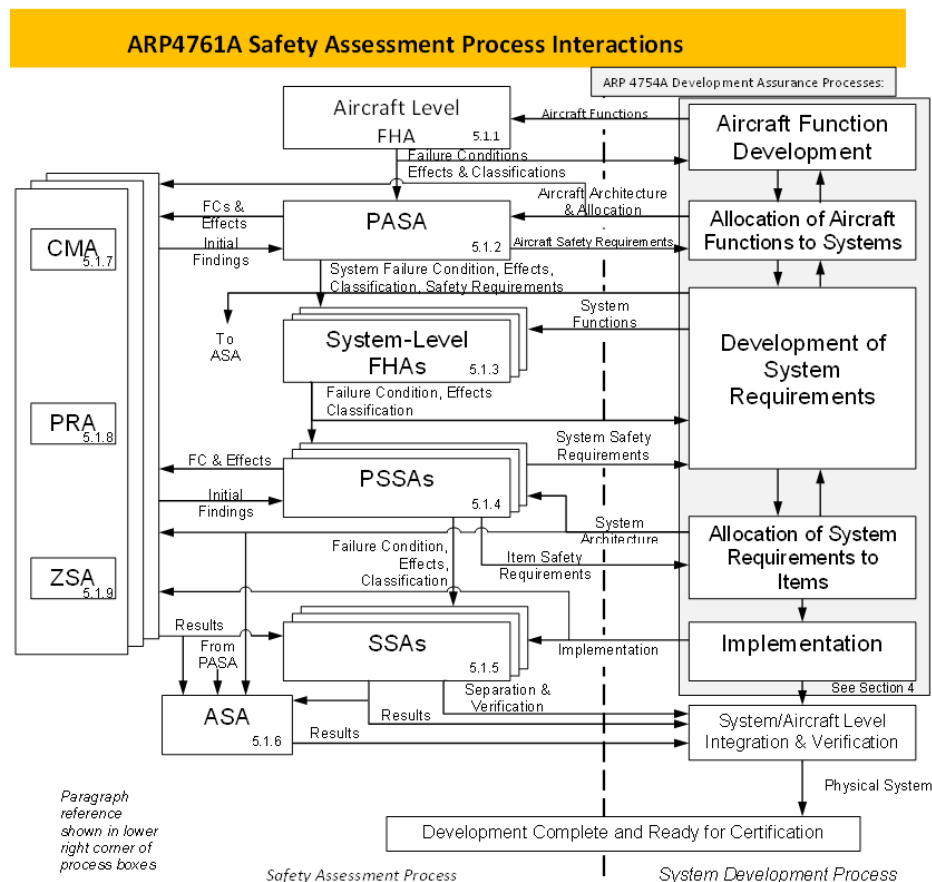 ARP4761A Safety Assessment Process Interactions
ARP 4754A Development Assurance Processes:
Aircraft Level
FHA
5.1.1
Aircraft Functions
Aircraft Function
Development
Failure Conditions
Effects & Classifications
Aircraft Architecture
& Allocation
FCs &
Effects
PASA
5.1.2
Allocation of Aircraft
Functions to Systems
CMA
5.1.7
Initial
Findings
Aircraft Safety Requirements
System Failure Condition, Effects,
Classification, Safety Requirements
To
ASA
System
Functions
System-Level
FHAs
5.1.3
Development of
System
Requirements
Failure Condition, Effects
Classification
PRA
5.1.8
System Safety
Requirements
FC & Effects
PSSAs
5.1.4
Initial
Findings
System
Architecture
Allocation of System
Requirements to
Items
Failure Condition,
Effects,
Classification
Item Safety
Requirements
ZSA
5.1.9
Results
From
PASA
SSAs
5.1.5
Implementation
Implementation
See Section 4
Separation &
Verification
ASA
5.1.6
Results
Results
System/Aircraft Level
Integration & Verification
Physical System
Paragraph
reference
shown in lower
right corner of
process boxes
Development Complete and Ready for Certification
Safety Assessment Process
System Development Process